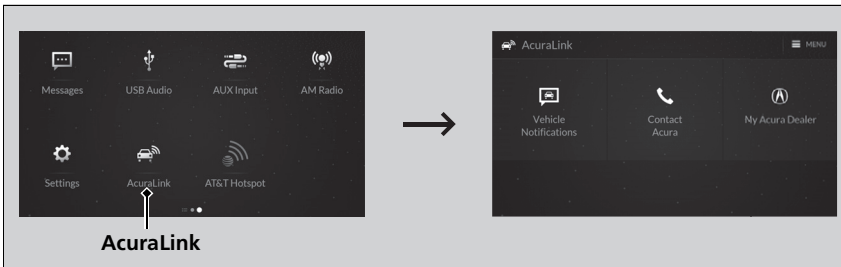 Messages
USB Audio
AUX Input
AM Radio
Settings
AcuraLink
AT&T Hotspot
AcuraLink
AcuraLink
MENU
Vehicle
Notifications
Contact
Acura
Ny Acura Dealer